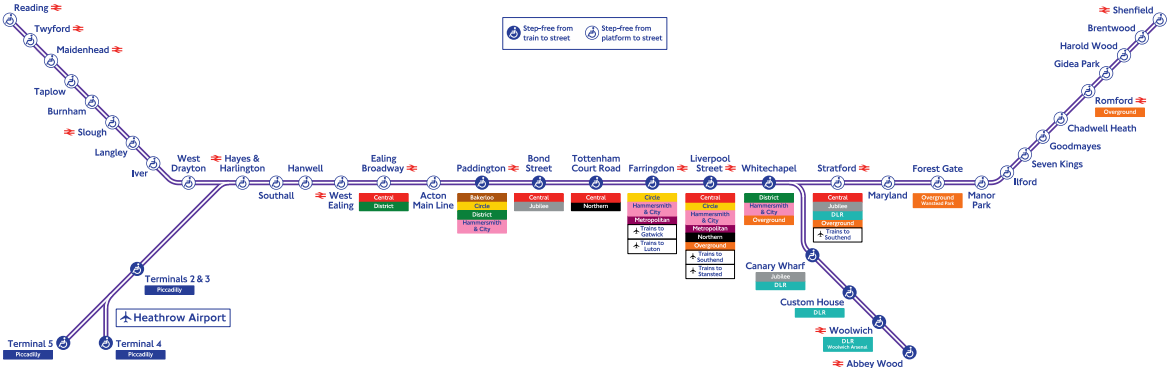 Reading
Twyford
Maidenhead
Taplow
Burnham
Slough
Langley
Iver
West
Drayton
Hayes &
Harlington
Southall
Hanwell
West
Ealing
Ealing
Broadway
Central
District
Acton
Main Line
Paddington
Bakerloo
Circle
District
Hammersmith
& City
Bond
Street
Central
Jubilee
Tottenham
Court Road
Central
Northern
Farringdon
Circle
Hammersmith
& City
Metropolitan
Trains to
Gatwick
Trains to
Luton
Liverpool
Street
Central
Circle
Hammersmith
& City
Metropolitan
Northern
Overground
Trains to
Southend
Trains to
Stansted
Whitechapel
District
Hammersmith
& City
Overground
Stratford
Central
Jubilee
DLR
Overground
Trains to
Southend
Maryland
Forest Gate
Overground
Wanstead Park
Manor
Park
Ilford
Seven Kings
Goodmayes
Chadwell Heath
Romford
Overground
Gidea Park
Harold Wood
Brentwood
Shenfield
Step-free from
train to street
Step-free from
platform to street
Terminals 2 & 3
Piccadilly
Heathrow Airport
Terminal 5
Piccadilly
Terminal 4
Piccadilly
Canary Wharf
Jubilee
DLR
Custom House
DLR
Woolwich
DLR
Woolwich Arsenal
Abbey Wood